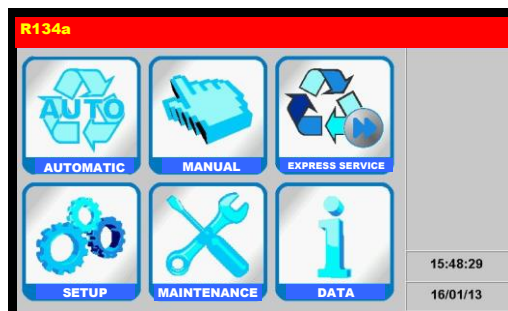 R134a
AUTO
AUTOMATIC
MANUAL
EXPRESS SERVICE
SETUP
MAINTENANCE
DATA
15:48:29
16/01/13